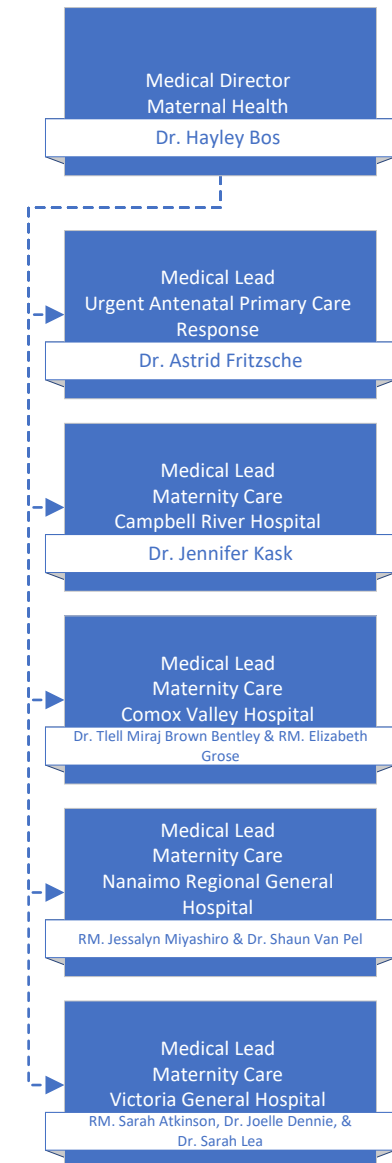 Medical Director
Maternal Health
Dr. Hayley Bos
Medical Lead
Urgent Antenatal Primary Care
Response
Dr. Astrid Fritzsche
Medical Lead
Maternity Care
Campbell River Hospital
Dr. Jennifer Kask
Medical Lead
Maternity Care
Comox Valley Hospital
Dr. Tlell Miraj Brown Bentley & RM. Elizabeth
Grose
Medical Lead
Maternity Care
Nanaimo Regional General
Hospital
RM. Jessalyn Miyashiro & Dr. Shaun Van Pel
Medical Lead
Maternity Care
Victoria General Hospital
RM. Sarah Atkinson, Dr. Joelle Dennie, &
Dr. Sarah Lea